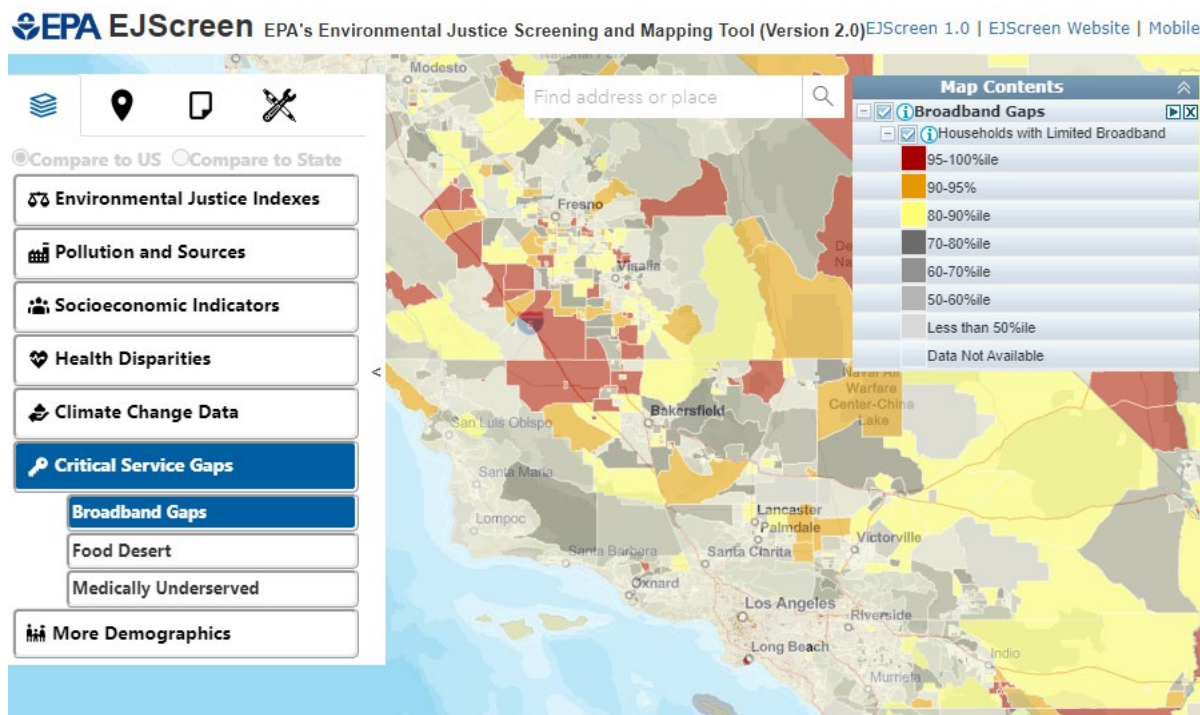 EPA EJScreen EPA's Environmental Justice Screening and Mapping Tool (Version 2.0) EJScreen 1.0 | EJScreen Website | Mobile
Find address or place
Compare to US Compare to State
Environmental Justice Indexes
Pollution and Sources
Socioeconomic Indicators
Health Disparities
Climate Change Data
Critical Service Gaps
Broadband Gaps
Food Desert
Medically Underserved
More Demographics
<
Modesto
Fresno
Visalia
Bakersfield
San Luis Obispo
Santa Maria
Lompoc
Santa Barbara
Oxnard
Santa Clarita
Lancaster
Palmdale
Victorville
Los Angeles
Riverside
Long Beach
Indio
Murrieta
Naval Air
Warfare
Center-China
Lake
Map Contents
Broadband Gaps
Households with Limited Broadband
95-100%ile
90-95%
80-90%ile
70-80%ile
60-70%ile
50-60%ile
Less than 50%ile
Data Not Available